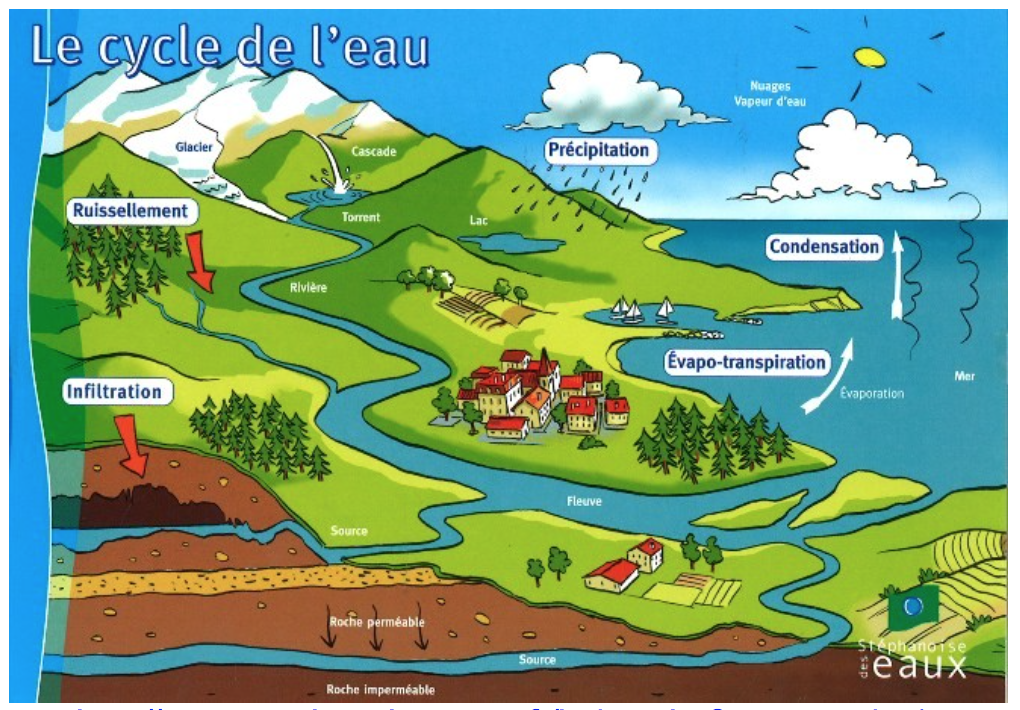 Le cycle de l'eau
Nuages
Vapeur d'eau
Glacier
Cascade
Précipitation
Ruissellement
Torrent
Lac
Condensation
Rivière
Évapo-transpiration
Mer
Infiltration
Évaporation
Fleuve
Source
Roche perméable
Source
Stéphanoise
des
eaux
Roche imperméable